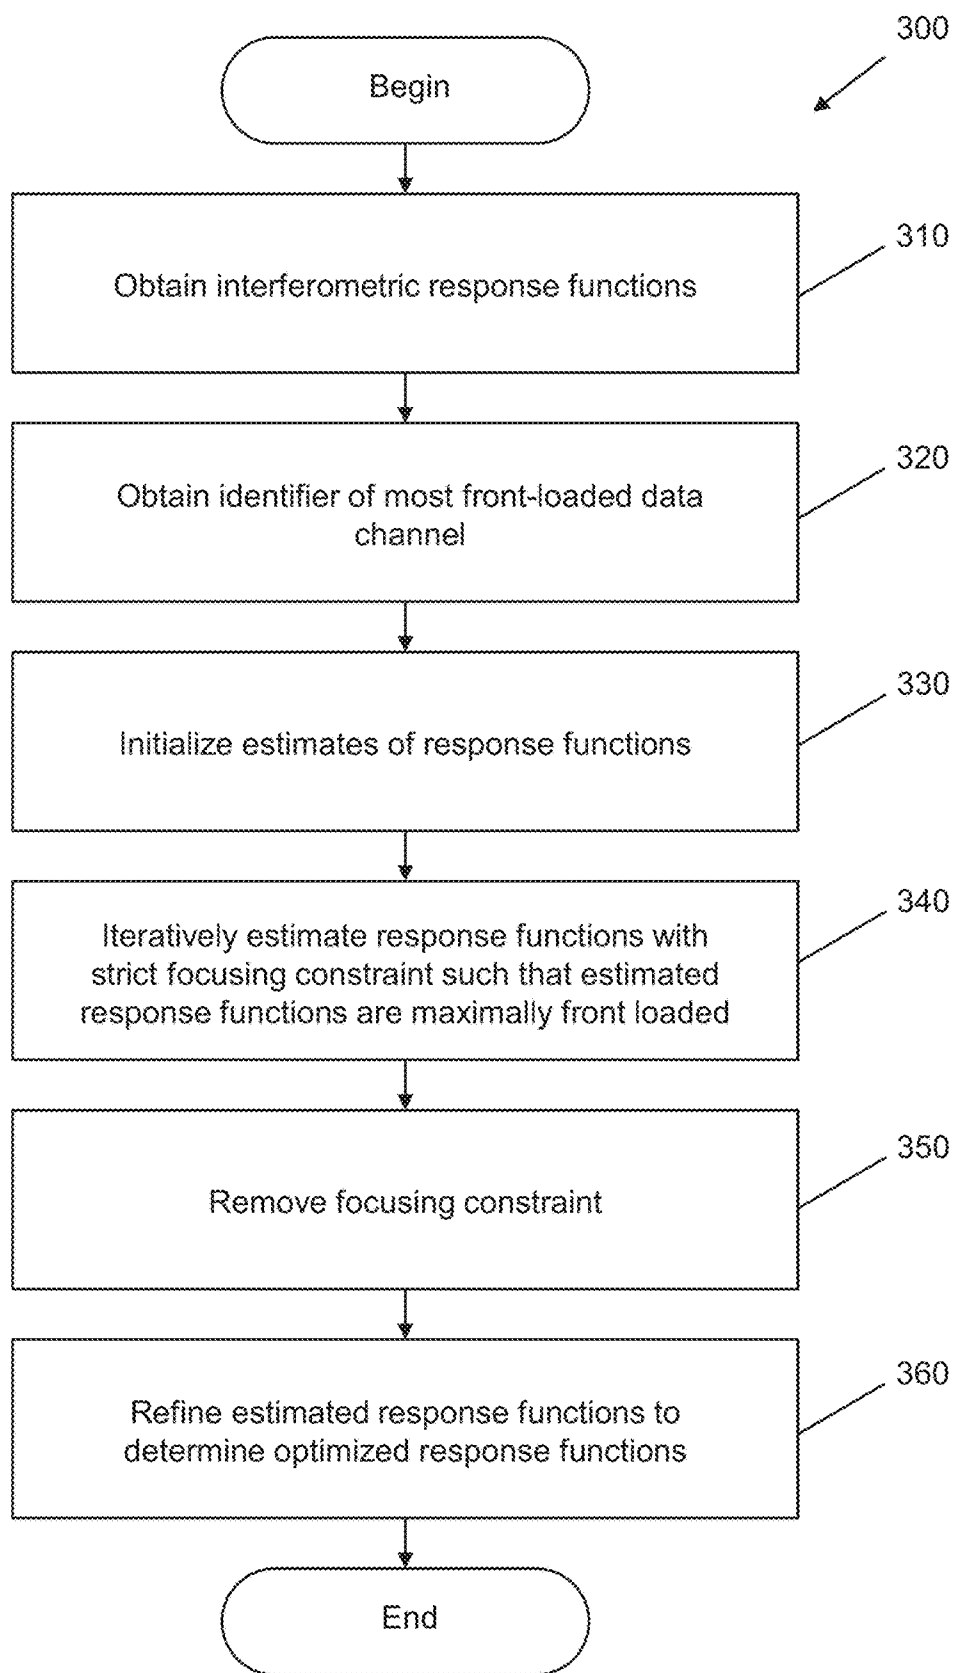 300
Begin
310
Obtain interferometric response functions
320
Obtain identifier of most front-loaded data
channel
330
Initialize estimates of response functions
340
Iteratively estimate response functions with
strict focusing constraint such that estimated
response functions are maximally front loaded
350
Remove focusing constraint
360
Refine estimated response functions to
determine optimized response functions
End